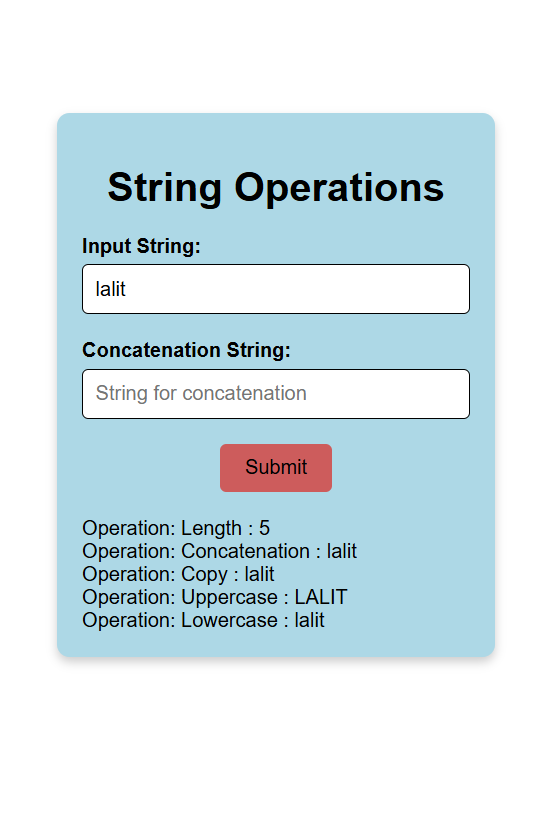 String Operations
Input String:
lalit
Concatenation String:
String for concatenation
Submit
Operation: Length : 5
Operation: Concatenation : lalit
Operation: Copy : lalit
Operation: Uppercase : LALIT
Operation: Lowercase : lalit